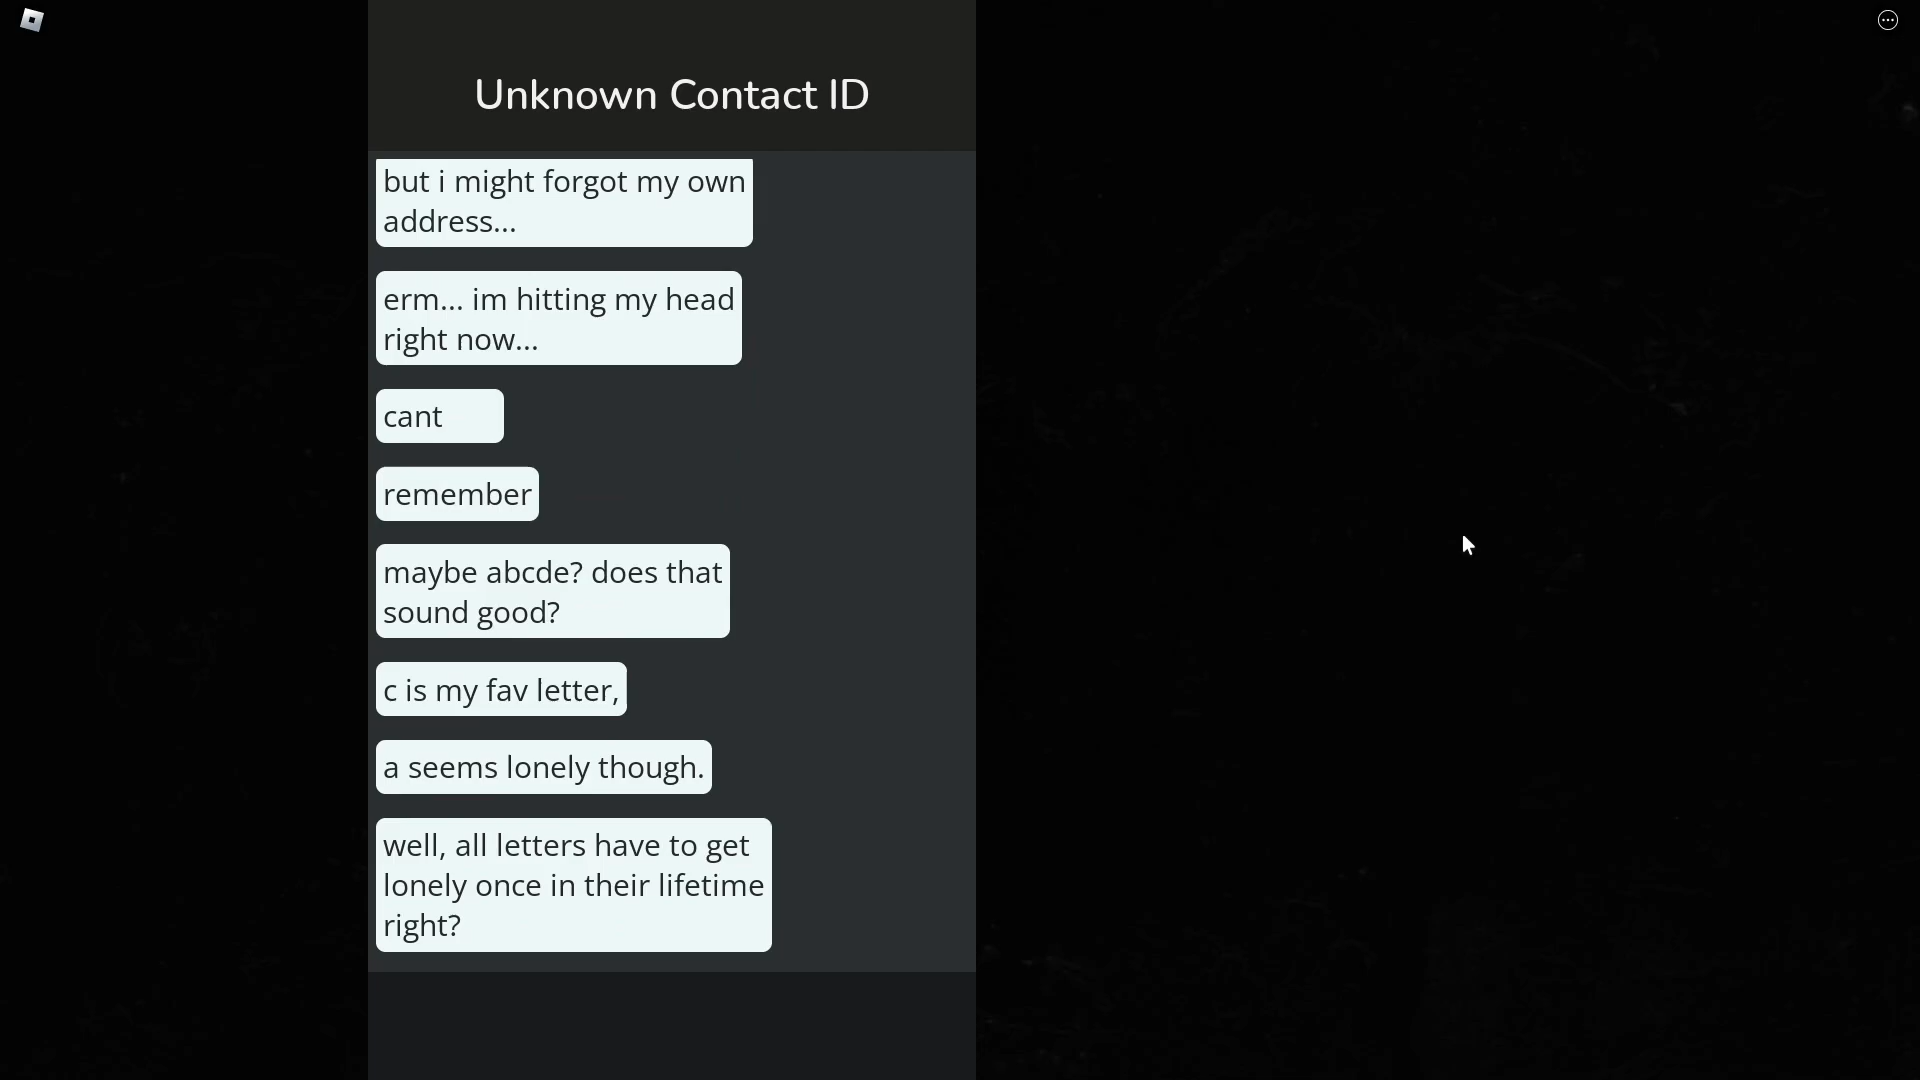 Unknown Contact ID
but i might forgot my own
address...
erm... im hitting my head
right now...
cant
remember
maybe abcde? does that
sound good?
c is my fav letter,
a seems lonely though.
well, all letters have to get
lonely once in their lifetime
right?